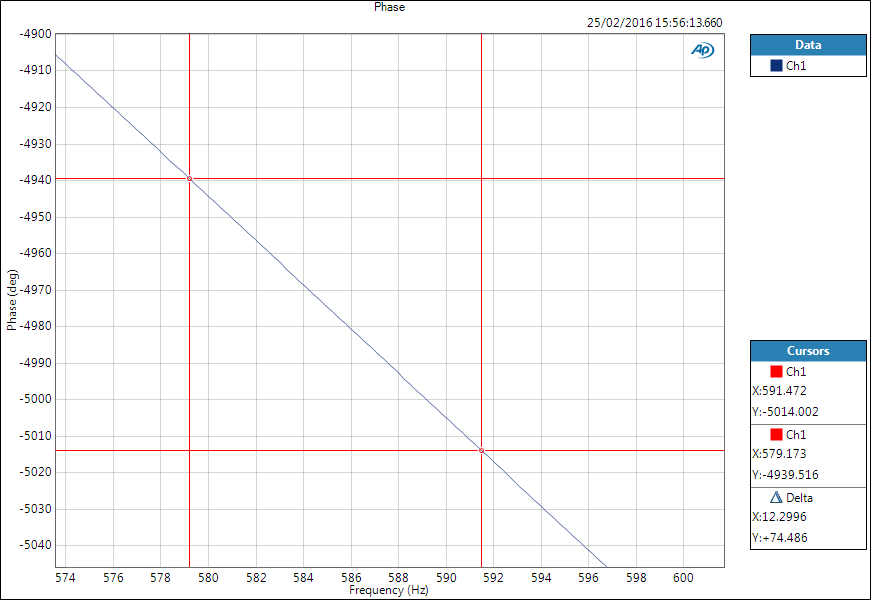 Phase
25/02/2016 15:56:13.660
AP
Data
Ch1
-4900
-4910
-4920
-4930
-4940
-4950
-4960
-4970
-4980
-4990
-5000
-5010
-5020
-5030
-5040
Phase (deg)
574 576 578 580 582 584 586 588 590 592 594 596 598 600
Frequency (Hz)
Cursors
Ch1
X:591.472
Y:-5014.002
Ch1
X:579.173
Y:-4939.516
Delta
X:12.2996
Y:+74.486